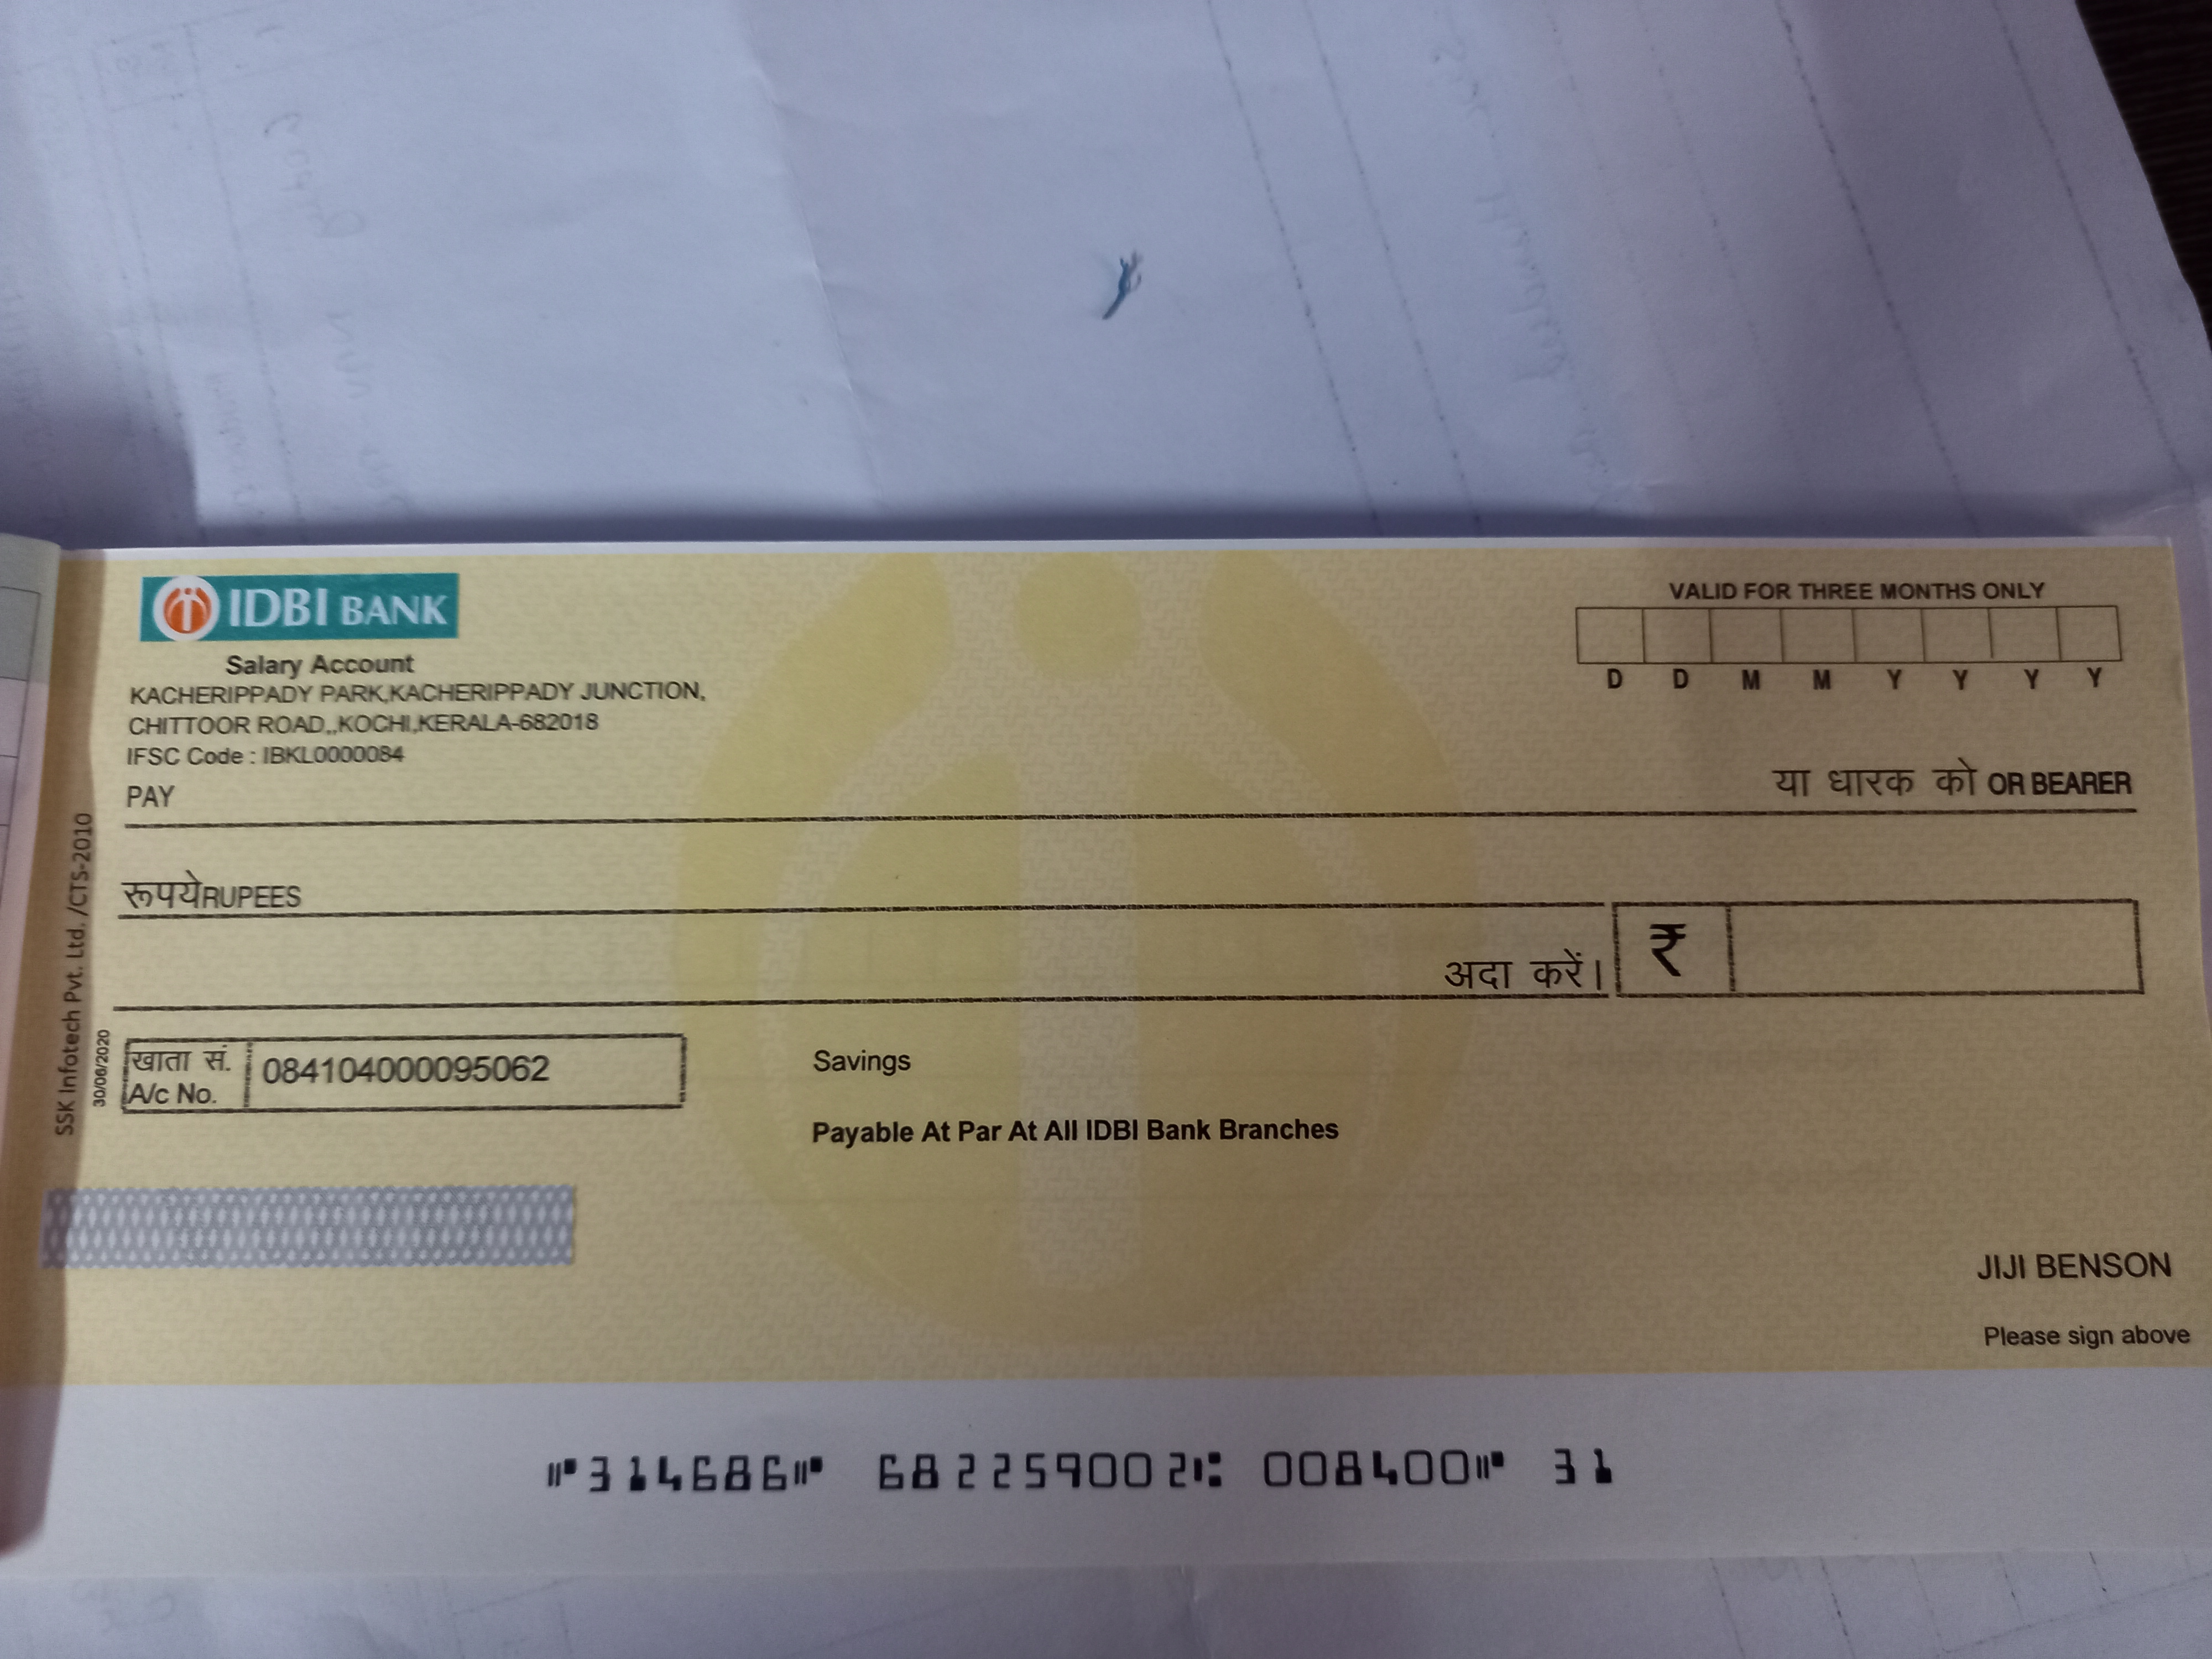 IDBI BANK
VALID FOR THREE MONTHS ONLY
D D M M Y Y Y Y
Salary Account
KACHERIPPADY PARK,KACHERIPPADY JUNCTION,
CHITTOOR ROAD,,KOCHI,KERALA-682018
IFSC Code : IBKL0000084
PAY
या धारक को OR BEARER
रूपये RUPEES
अदा करें। ₹
SSK Infotech Pvt. Ltd. /CTS-2010
30/06/2020
खाता सं.
A/c No.
0841040000095062
Savings
Payable At Par At All IDBI Bank Branches
JIJI BENSON
Please sign above
⑈314686⑈ 682259002⑆ 008400⑈ 31